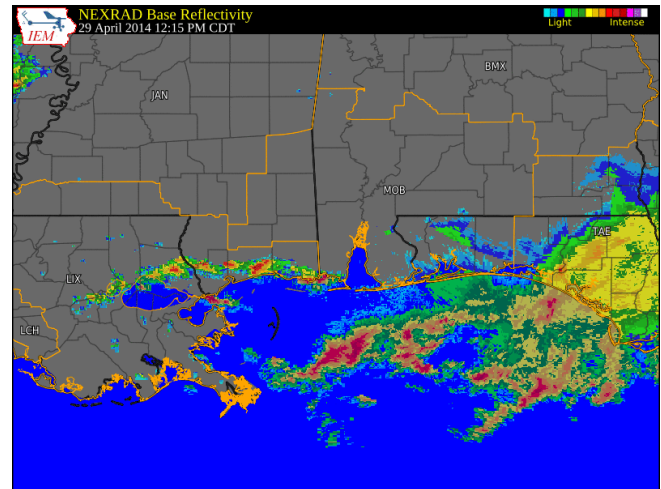 NEXRAD Base Reflectivity
29 April 2014 12:15 PM CDT
IEM
Light Intense
BMX
JAN
MOB
TAE
LIX
LCH